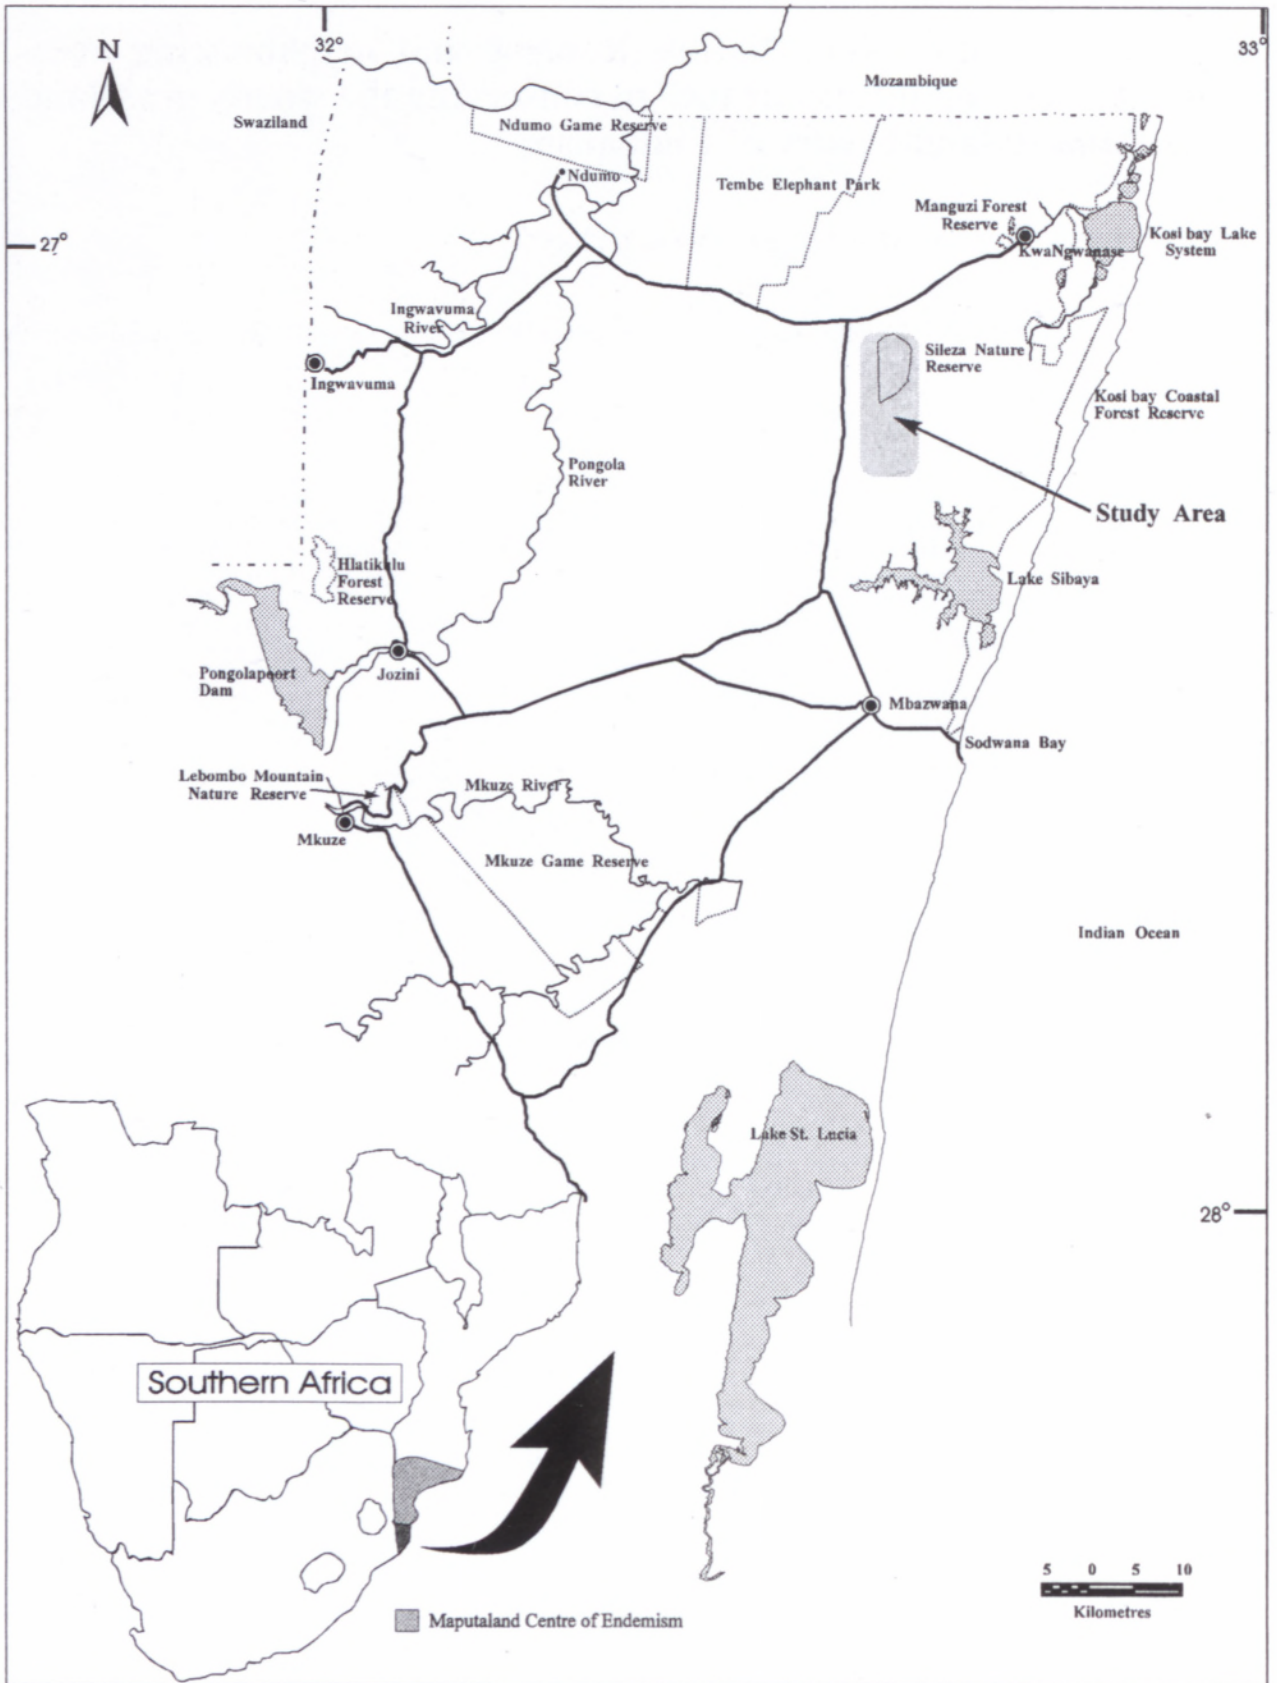 32°
33°
N
Mozambique
Swaziland
Ndumo Game Reserve
Ndumo
Tembe Elephant Park
Manguzi Forest
Reserve
KwaNgwanase
Kosi bay Lake
System
27°
Ingwavuma
River
Ingwavuma
Sileza Nature
Reserve
Kosi bay Coastal
Forest Reserve
Pongola
River
Study Area
Hlatikulu
Forest
Reserve
Lake Sibaya
Pongolapoort
Dam
Jozini
Mbazwana
Sodwana Bay
Lebombo Mountain
Nature Reserve
Mkuze River
Mkuze
Mkuze Game Reserve
Indian Ocean
Lake St. Lucia
28°
Southern Africa
5 0 5 10
Kilometres
Maputaland Centre of Endemism